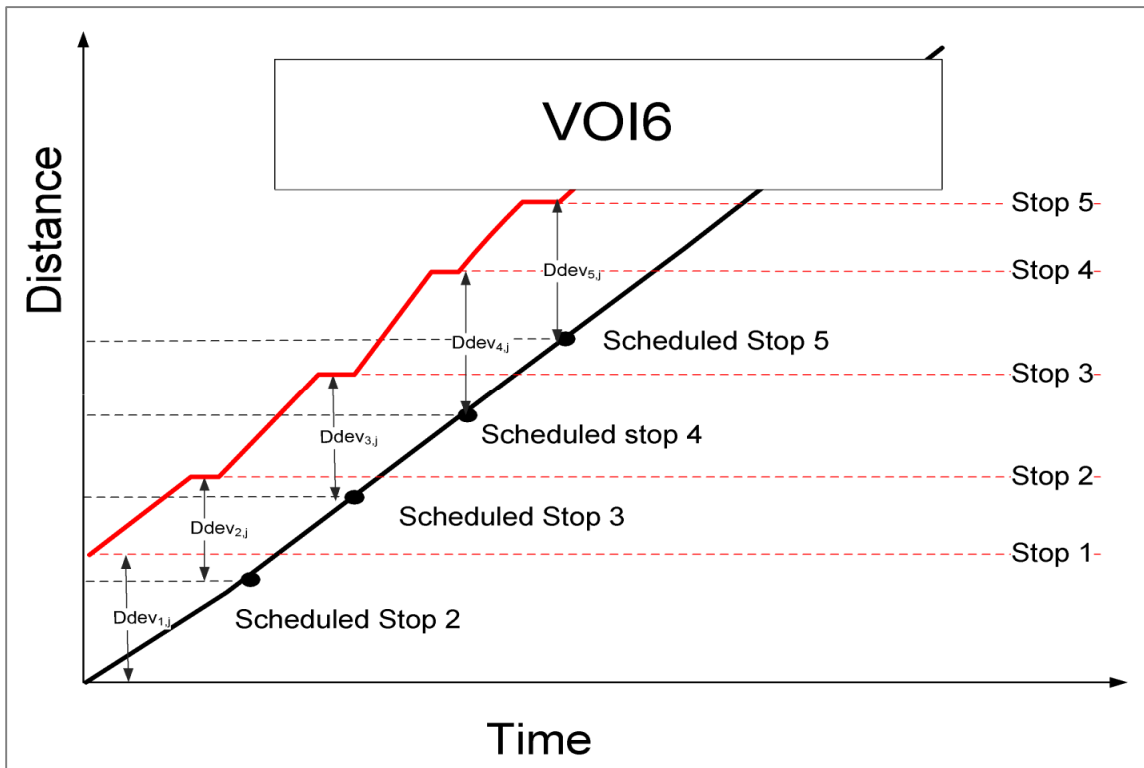 VOI6
Distance
Stop 5
Stop 4
Ddev5,j
Scheduled Stop 5
Ddev4,j
Stop 3
Scheduled stop 4
Ddev3,j
Stop 2
Scheduled Stop 3
Ddev2,j
Stop 1
Scheduled Stop 2
Ddev1,j
Time